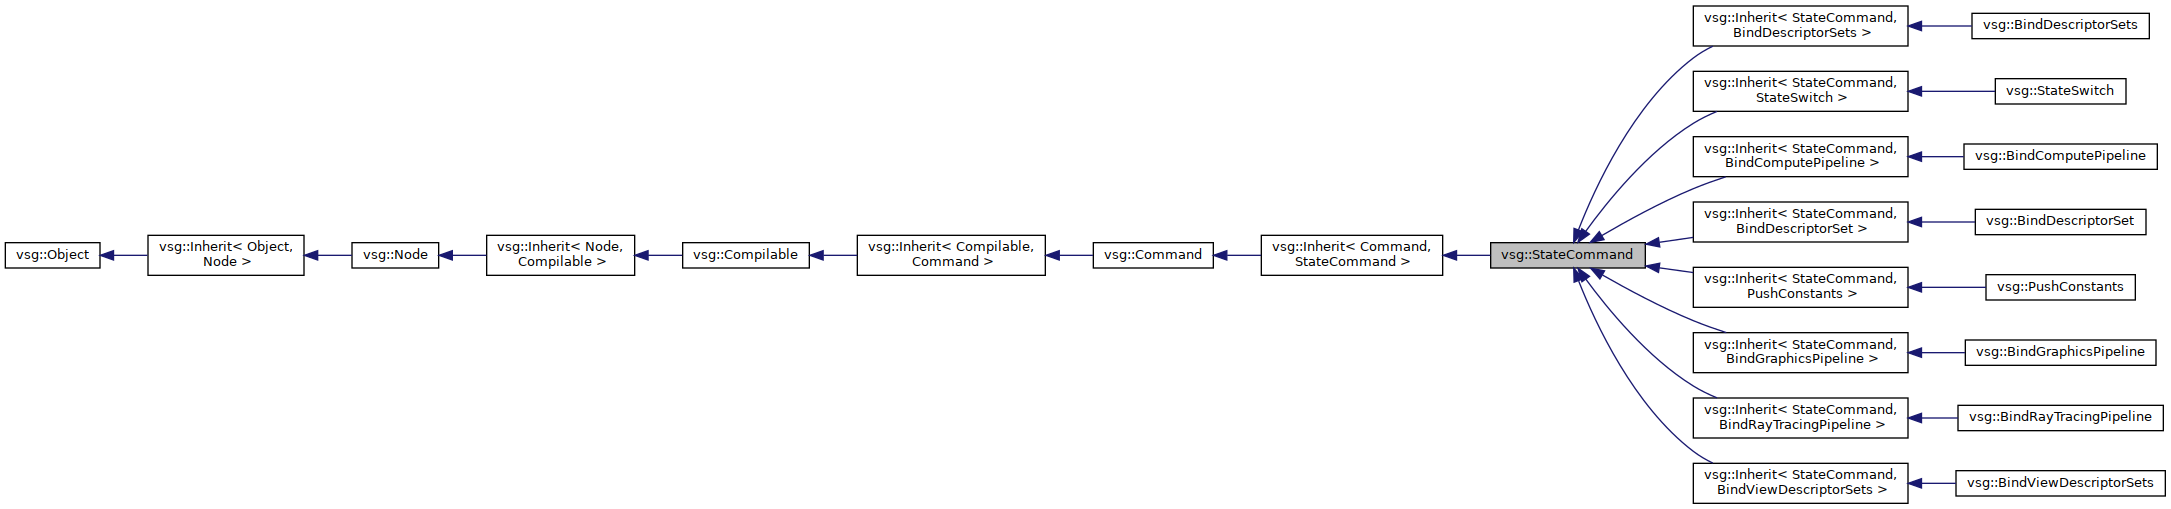 vsg::Object
vsg::Inherit< Object,
Node >
vsg::Node
vsg::Inherit< Node,
Compilable >
vsg::Compilable
vsg::Inherit< Compilable,
Command >
vsg::Command
vsg::Inherit< Command,
StateCommand >
vsg::StateCommand
vsg::Inherit< StateCommand,
BindDescriptorSets >
vsg::BindDescriptorSets
vsg::Inherit< StateCommand,
StateSwitch >
vsg::StateSwitch
vsg::Inherit< StateCommand,
BindComputePipeline >
vsg::BindComputePipeline
vsg::Inherit< StateCommand,
BindDescriptorSet >
vsg::BindDescriptorSet
vsg::Inherit< StateCommand,
PushConstants >
vsg::PushConstants
vsg::Inherit< StateCommand,
BindGraphicsPipeline >
vsg::BindGraphicsPipeline
vsg::Inherit< StateCommand,
BindRayTracingPipeline >
vsg::BindRayTracingPipeline
vsg::Inherit< StateCommand,
BindViewDescriptorSets >
vsg::BindViewDescriptorSets